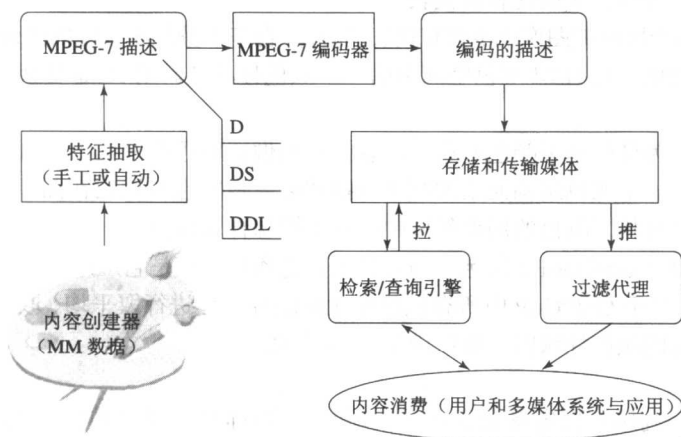 MPEG-7 描述
MPEG-7 编码器
编码的描述
D
DS
DDL
特征抽取
（手工或自动）
存储和传输媒体
拉
推
检索/查询引擎
过滤代理
内容创建器
（MM 数据）
内容消费（用户和多媒体系统与应用）